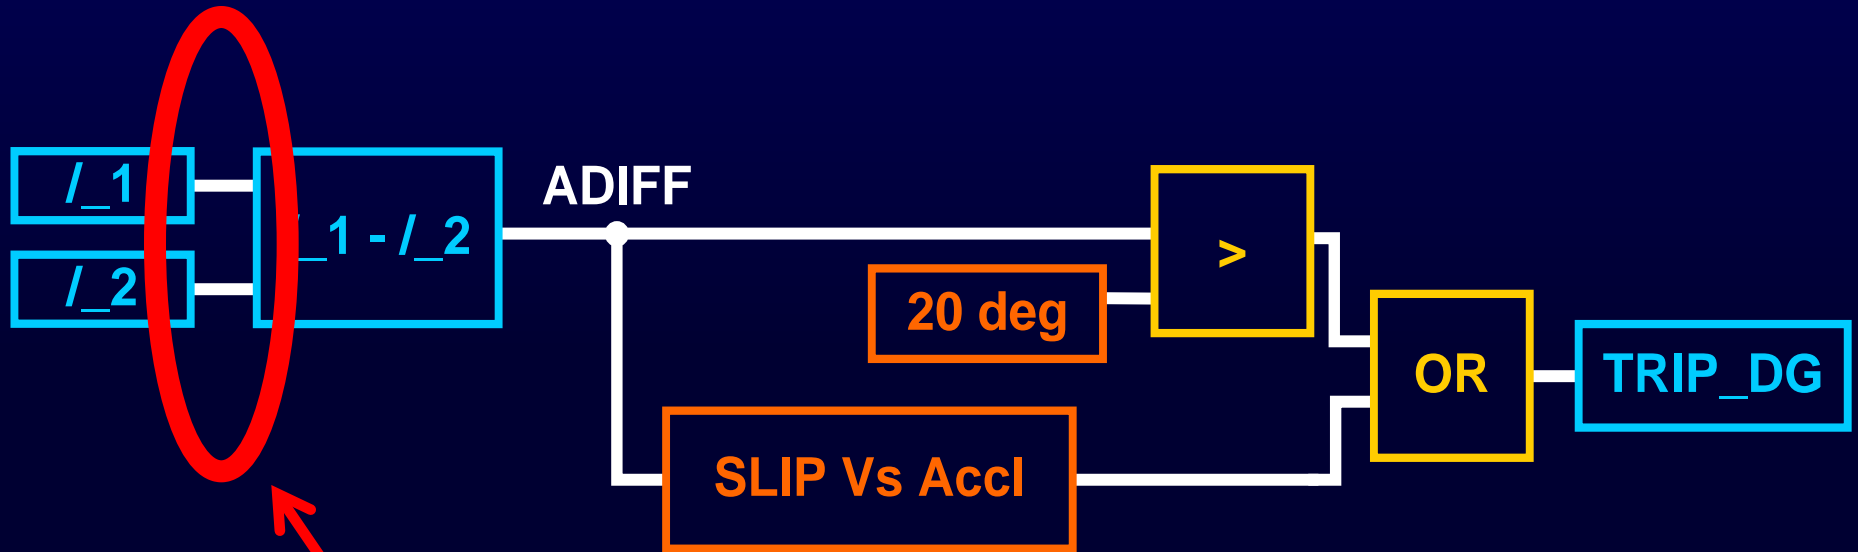 /_1
/_2
/_1 - /_2
ADIFF
20 deg
>
SLIP Vs Accl
OR
TRIP_DG